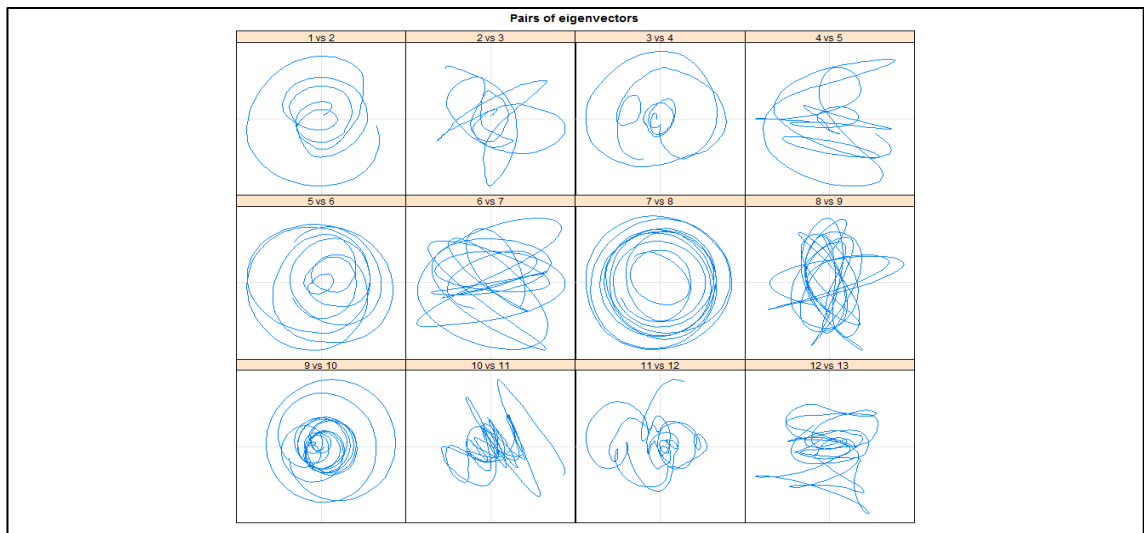 Pairs of eigenvectors
1 vs 2
2 vs 3
3 vs 4
4 vs 5
5 vs 6
6 vs 7
7 vs 8
8 vs 9
9 vs 10
10 vs 11
11 vs 12
12 vs 13